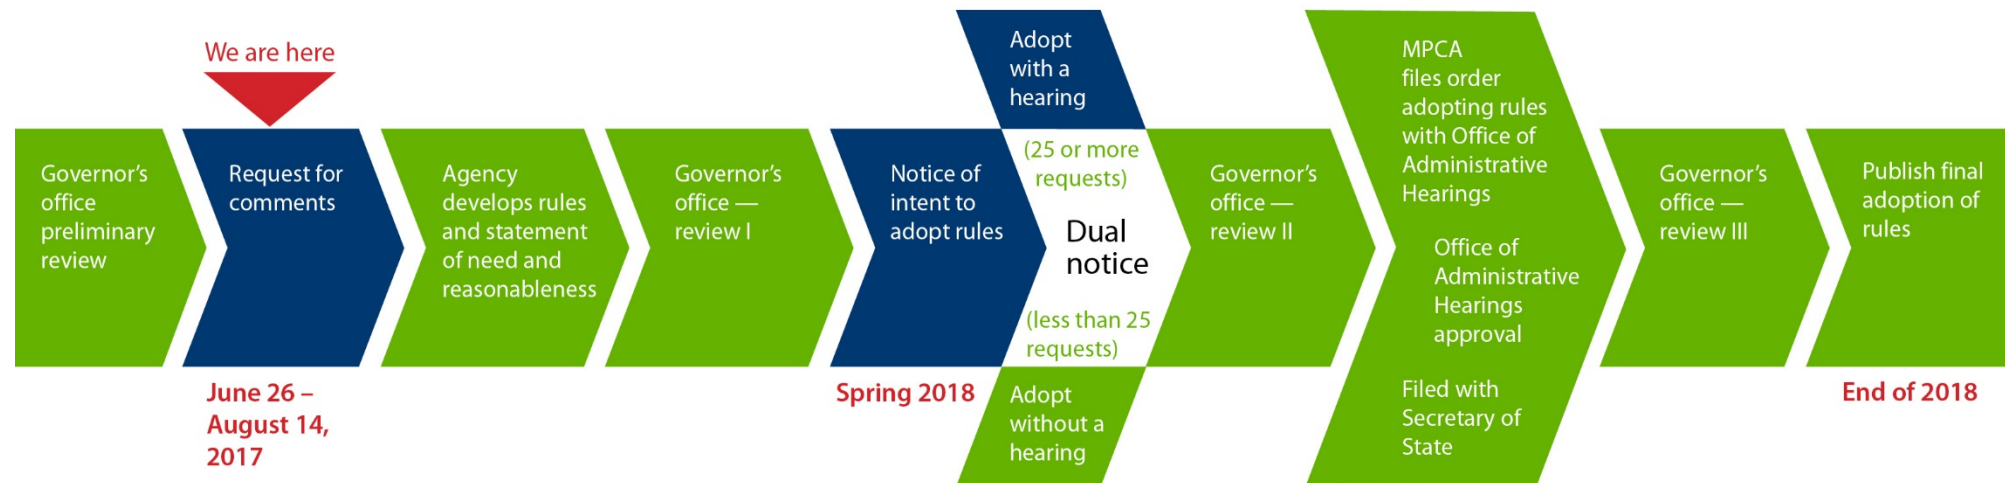 We are here
Governor's
office
preliminary
review
Request for
comments
June 26 –
August 14,
2017
Agency
develops rules
and statement
of need and
reasonableness
Governor's
office —
review I
Notice of
intent to
adopt rules
Spring 2018
Adopt
with a
hearing
(25 or more
requests)
Dual
notice
(less than 25
requests)
Adopt
without a
hearing
Governor's
office —
review II
MPCA
files order
adopting rules
with Office of
Administrative
Hearings
Office of
Administrative
Hearings
approval
Filed with
Secretary of
State
Governor's
office —
review III
Publish final
adoption of
rules
End of 2018